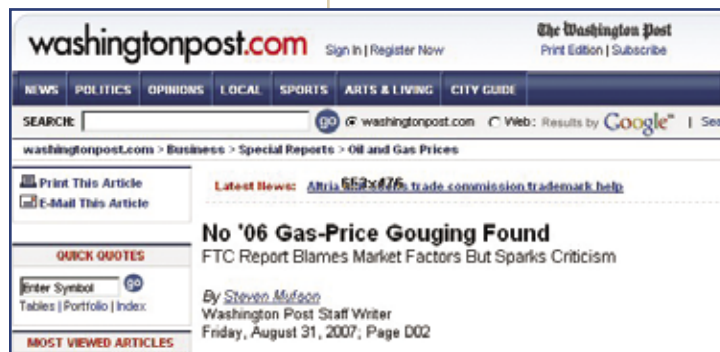 washingtonpost.com Sign In | Register Now
The Washington Post
Print Edition | Subscribe
NEWS POLITICS OPINIONS LOCAL SPORTS ARTS & LIVING CITY GUIDE
SEARCH: go washingtonpost.com Web: Results by Google™ |
washingtonpost.com > Business > Special Reports > Oil and Gas Prices
Print This Article
E-Mail This Article
Latest News: Altria trade commission trademark help
No '06 Gas-Price Gouging Found
FTC Report Blames Market Factors But Sparks Criticism
By Steven Mufson
Washington Post Staff Writer
Friday, August 31, 2007; Page D02
QUICK QUOTES
Enter Symbol go
Tables | Portfolio | Index
MOST VIEWED ARTICLES